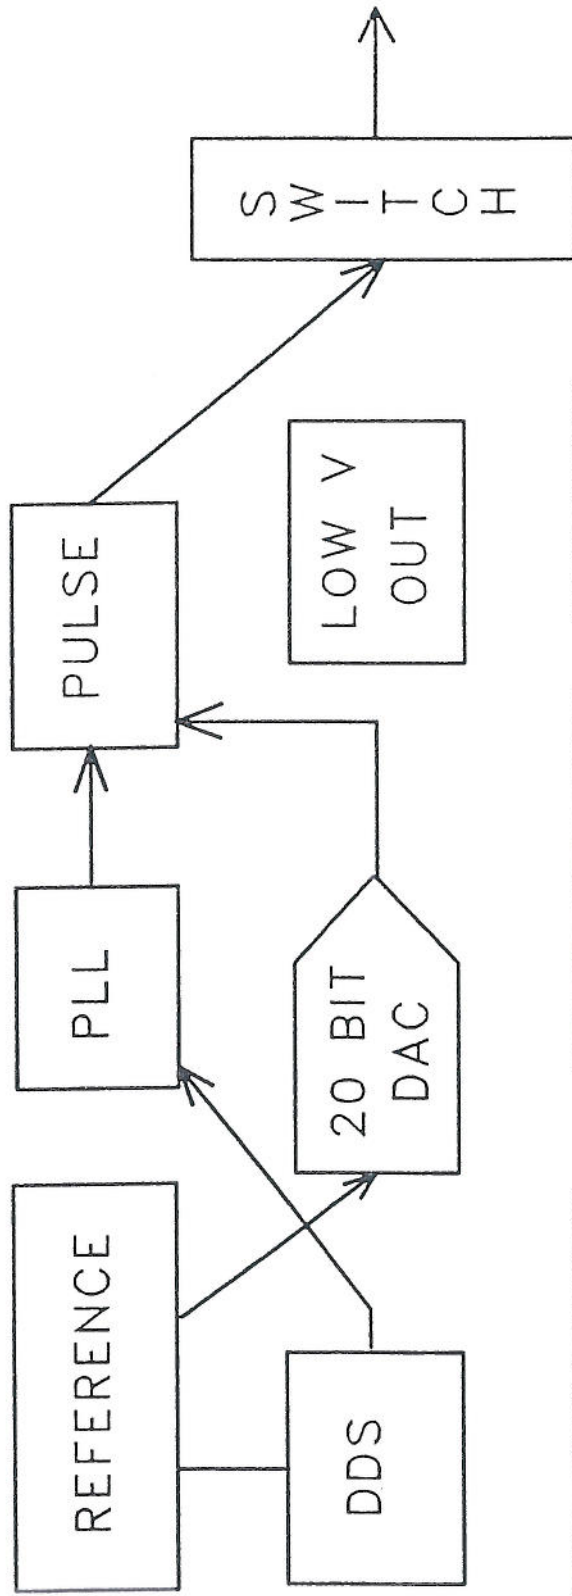 REFERENCE
PLL
PULSE
DDS
20 BIT
DAC
LOW V
OUT
SWITCH